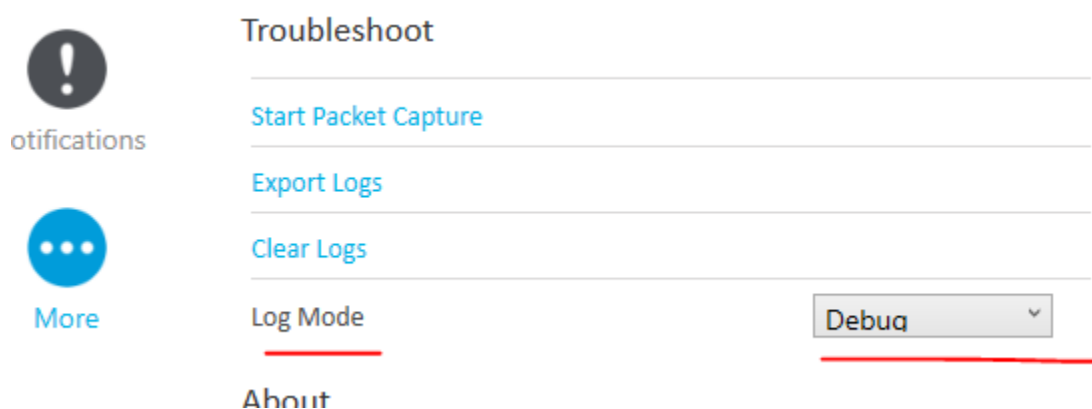 Troubleshoot
Start Packet Capture
otifications
Export Logs
Clear Logs
More
Log Mode
Debug
About